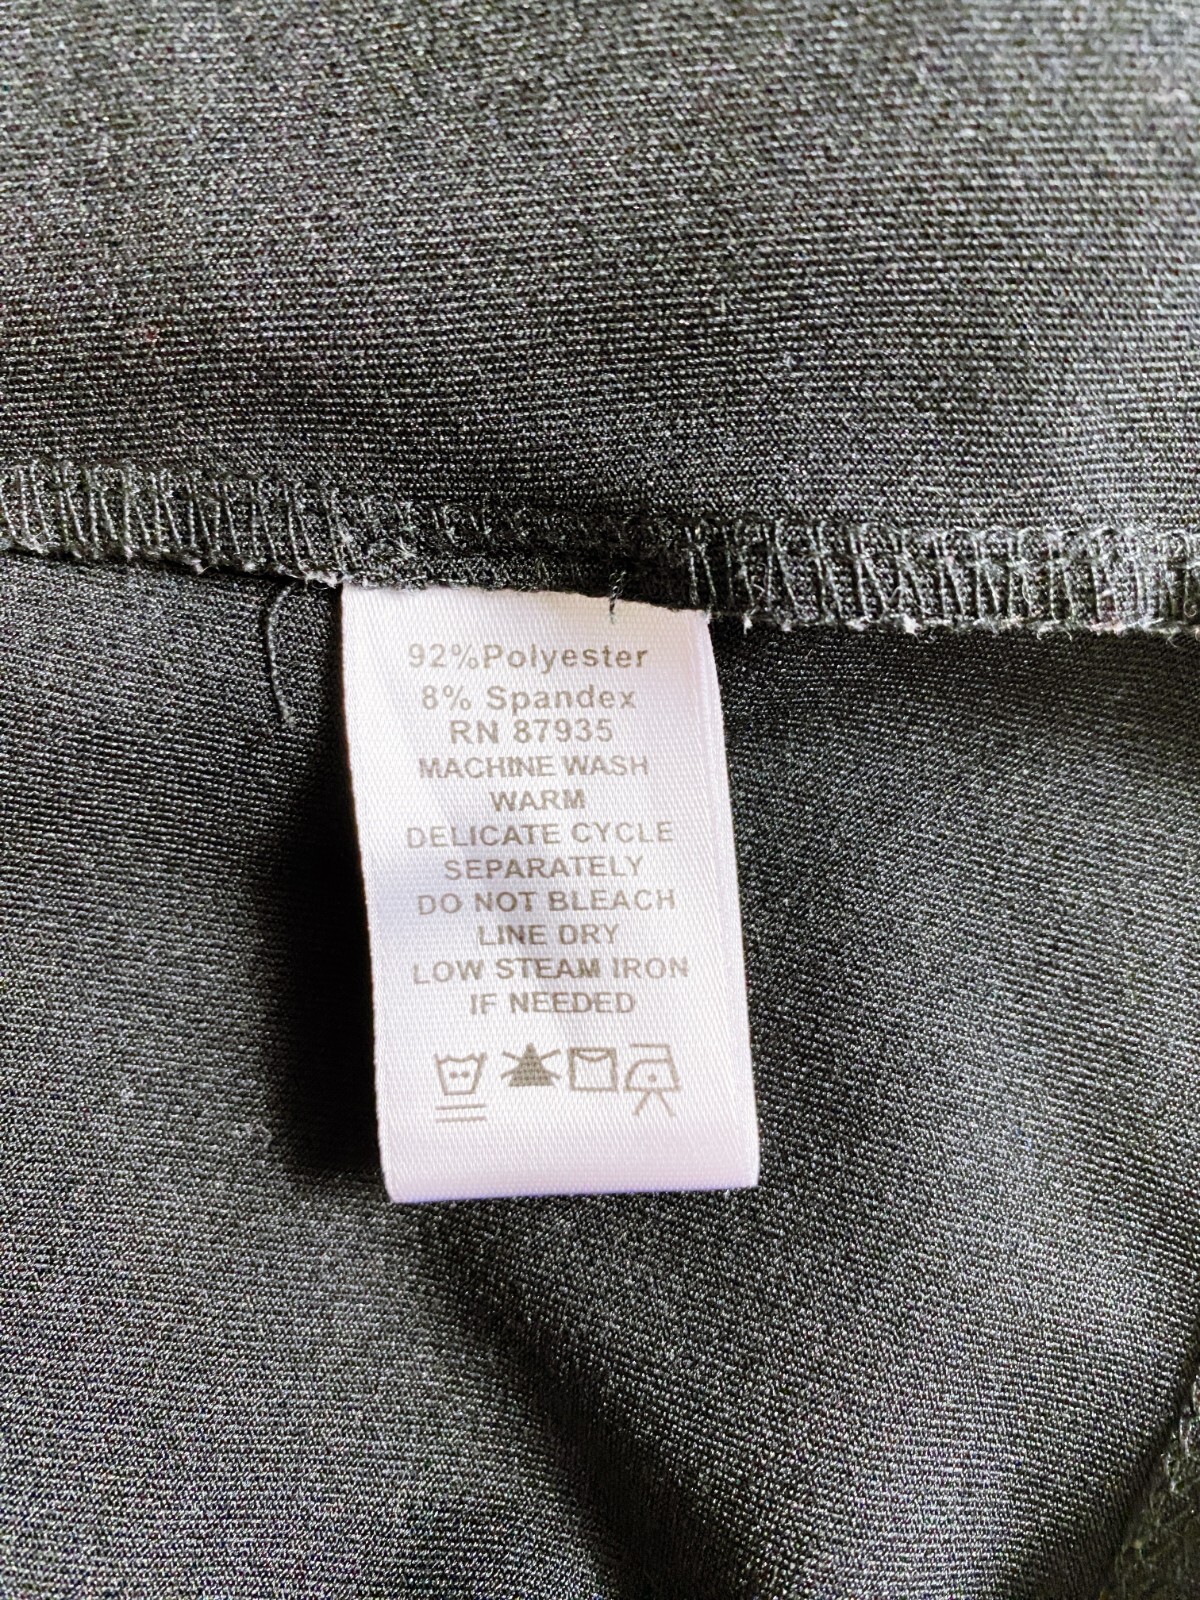 92%Polyester
8% Spandex
RN 87935
MACHINE WASH
WARM
DELICATE CYCLE
SEPARATELY
DO NOT BLEACH
LINE DRY
LOW STEAM IRON
IF NEEDED